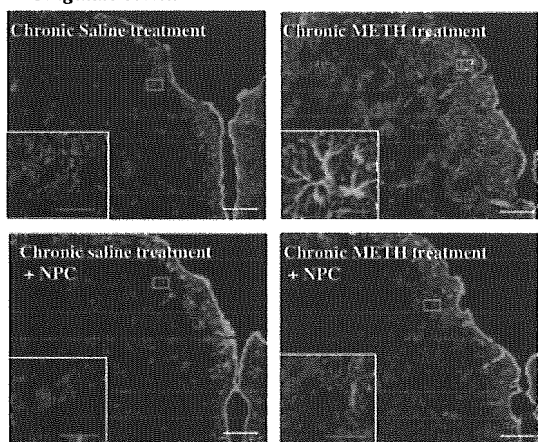 Chronic Saline treatment
Chronic METH treatment
Chronic saline treatment
+ NPC
Chronic METH treatment
+ NPC